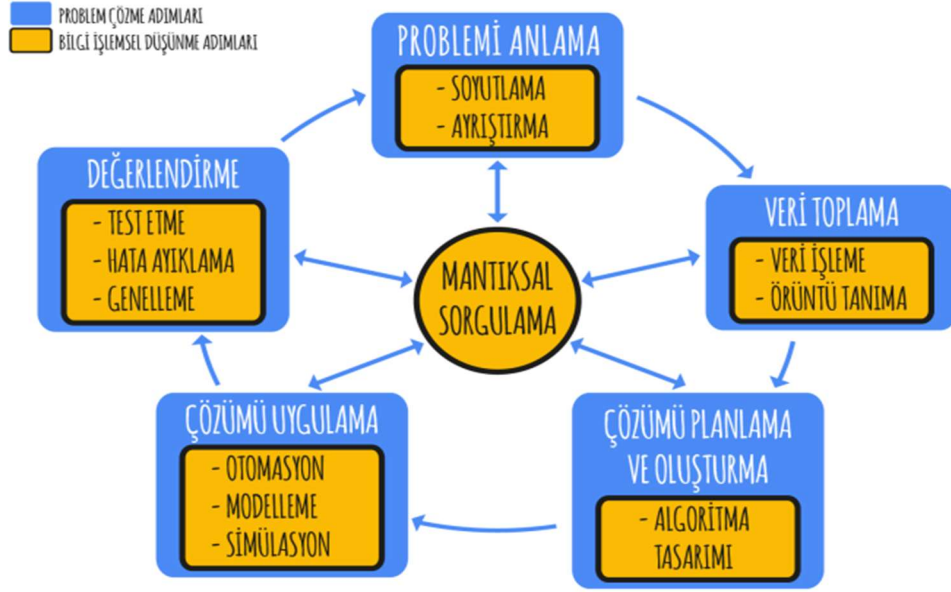 PROBLEM ÇÖZME ADIMLARI
BİLGİ İŞLEMSEL DÜŞÜNME ADIMLARI
PROBLEMİ ANLAMA
- SOYUTLAMA
- AYRIŞTIRMA
DEĞERLENDİRME
- TEST ETME
- HATA AYIKLAMA
- GENELLEME
VERİ TOPLAMA
- VERİ İŞLEME
- ÖRÜNTÜ TANIMA
MANTIKSAL
SORGULAMA
ÇÖZÜMÜ UYGULAMA
- OTOMASYON
- MODELLEME
- SİMÜLASYON
ÇÖZÜMÜ PLANLAMA
VE OLUŞTURMA
- ALGORİTMA
TASARIMI